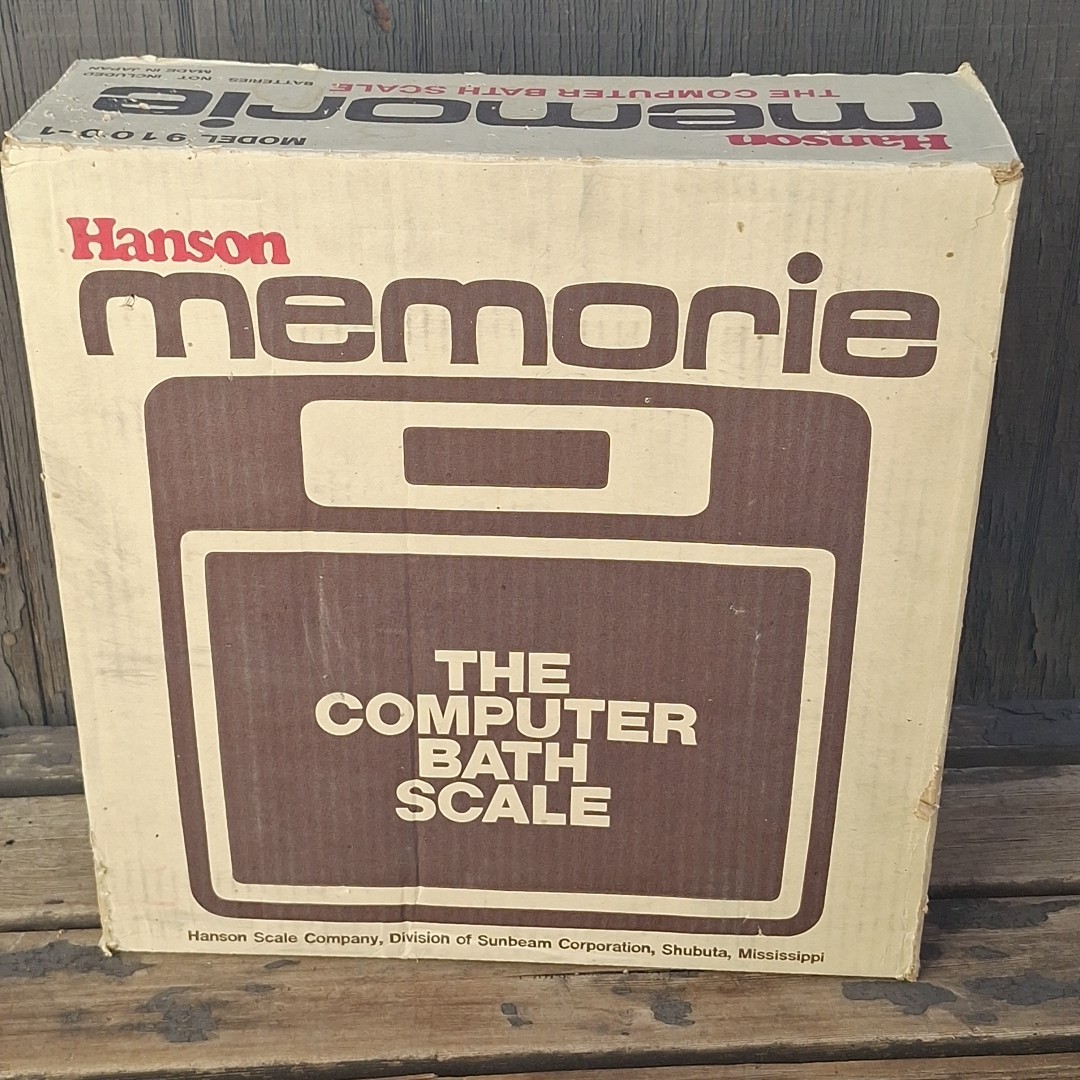 Hanson
memorie
THE COMPUTER BATH SCALE
MODEL 9100-1
BATTERIES NOT INCLUDED
MADE IN JAPAN
Hanson
memorie
THE
COMPUTER
BATH
SCALE
Hanson Scale Company, Division of Sunbeam Corporation, Shubuta, Mississippi